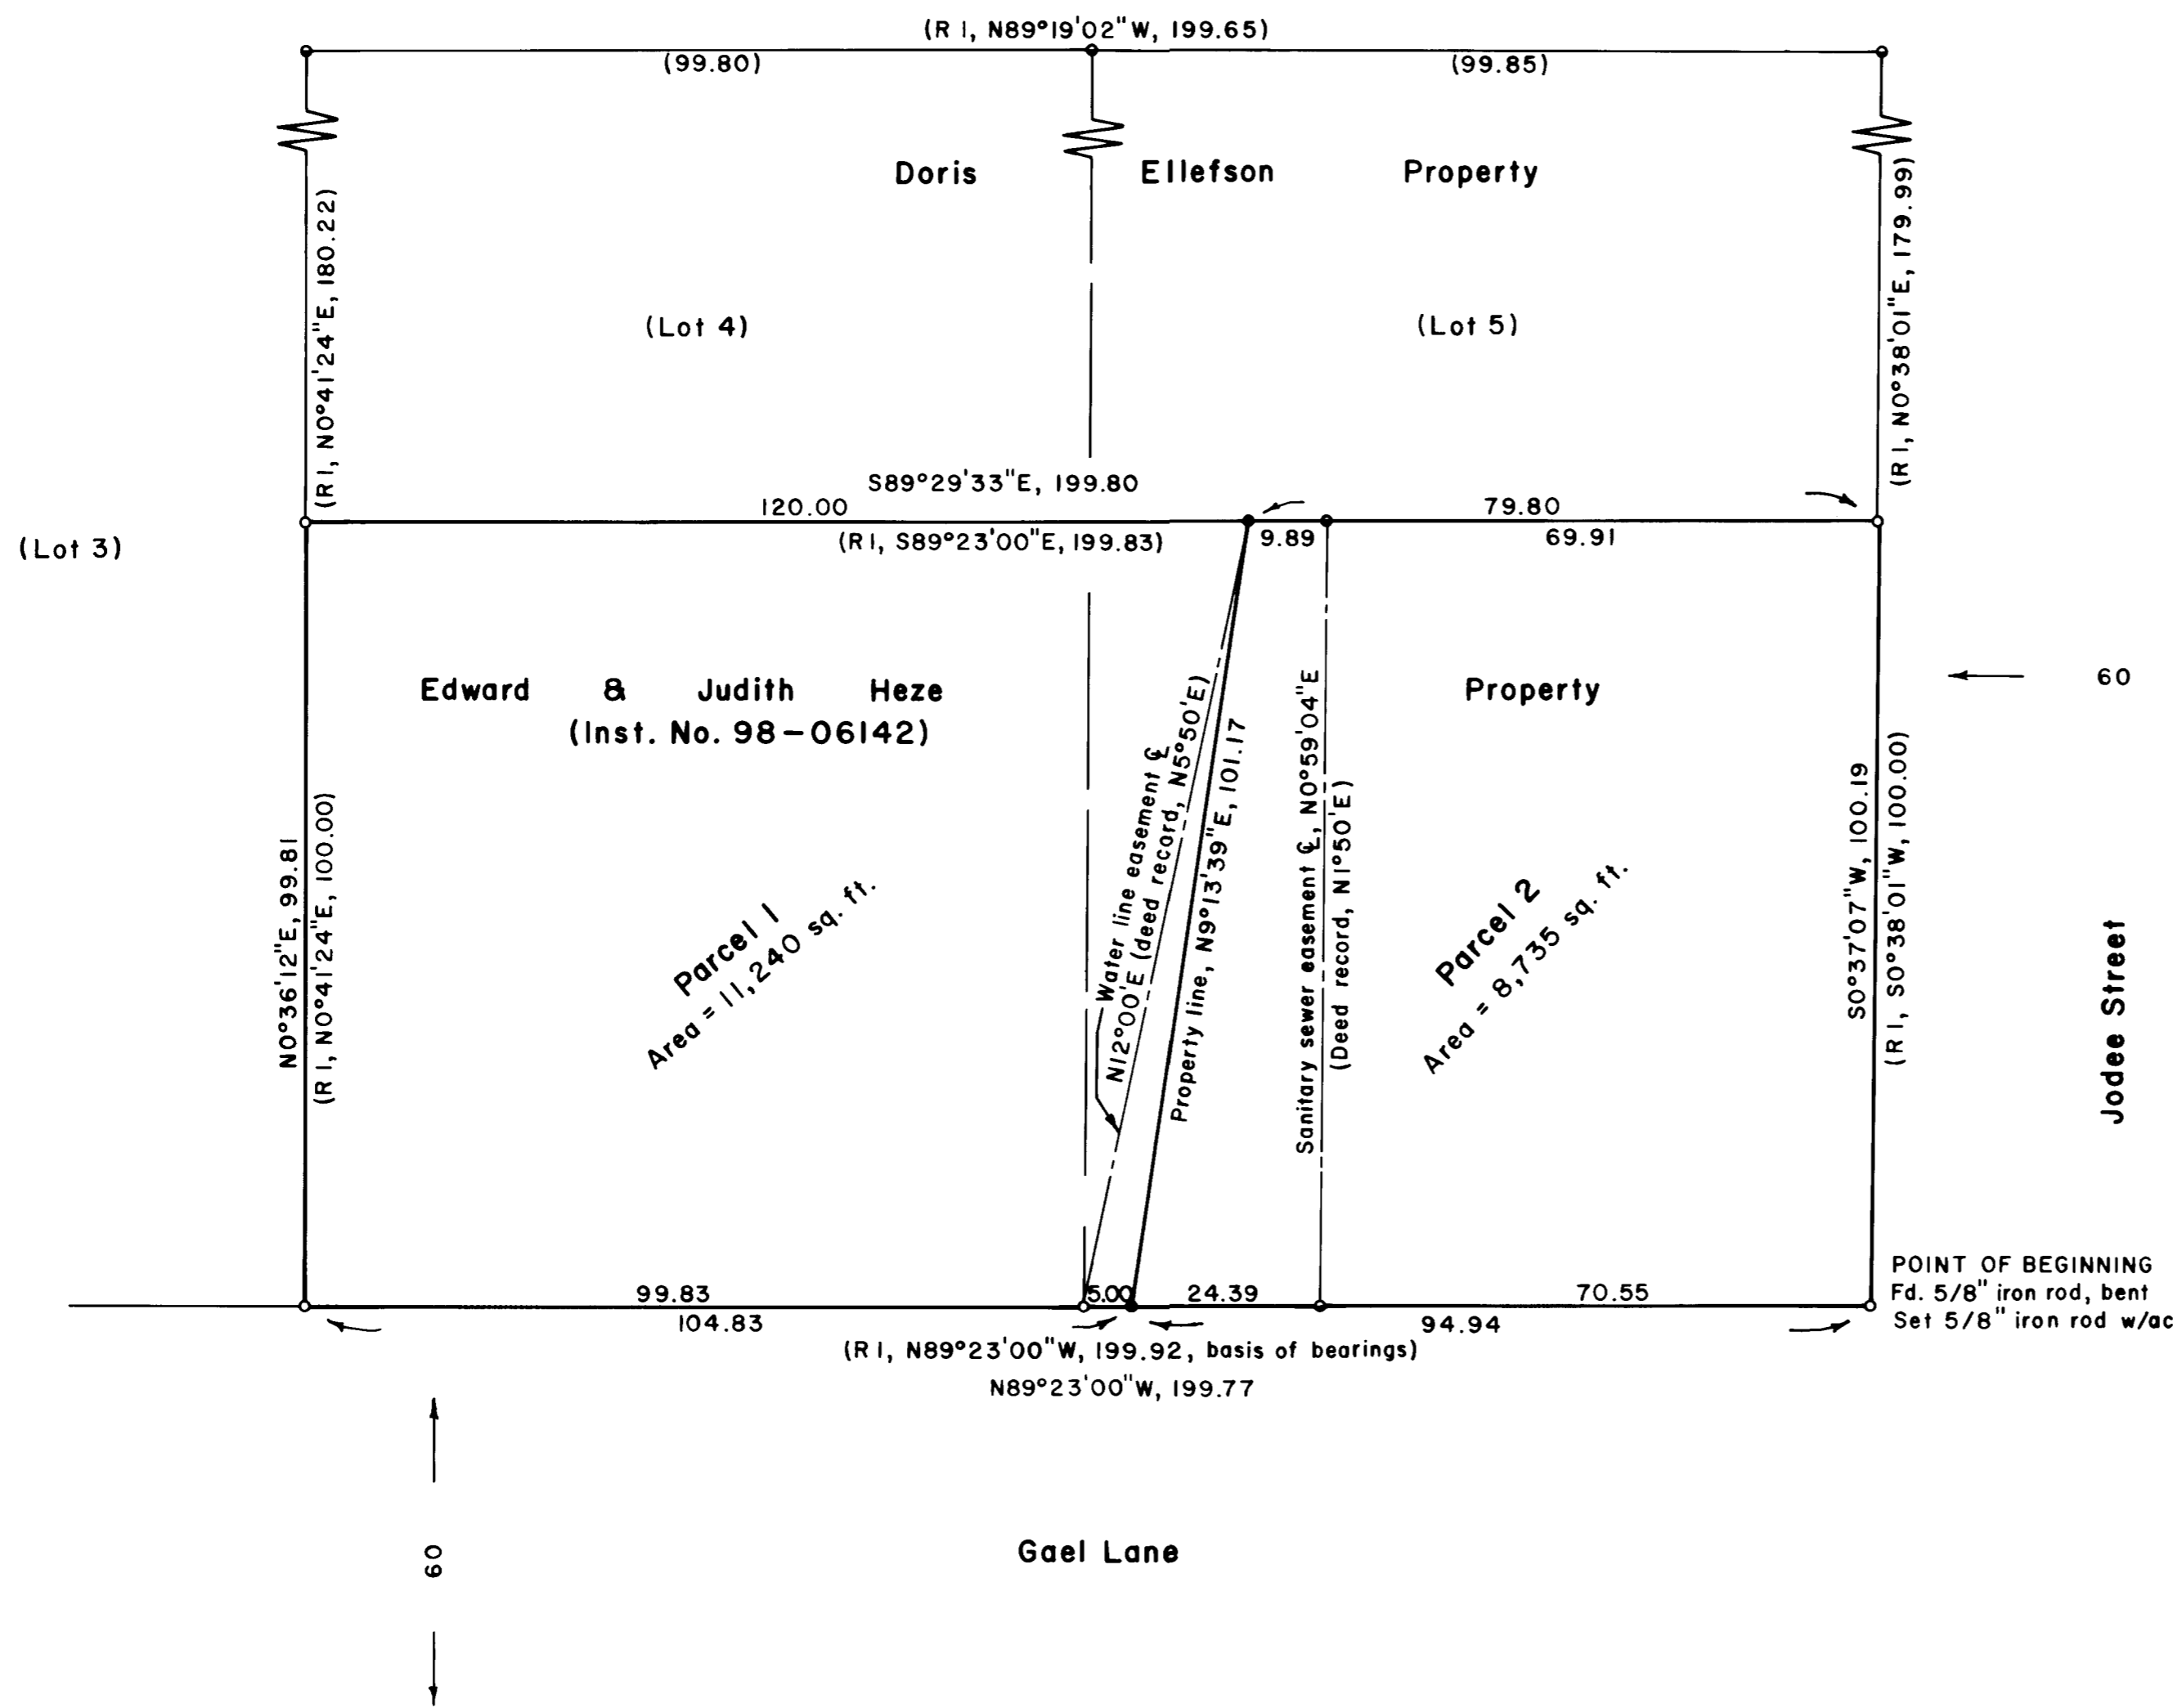 (R 1, N89°19'02"W, 199.65)
(99.80)
(99.85)
(R 1, N0°41'24"E, 180.22)
Doris Ellefson Property
(R 1, N0°38'01"E, 179.99)
(Lot 4)
(Lot 5)
S89°29'33"E, 199.80
120.00
79.80
(Lot 3)
(R 1, S89°23'00"E, 199.83)
9.89
69.91
Edward & Judith Heze Property
(Inst. No. 98-06142)
60
N0°36'12"E, 99.81
(R 1, N0°41'24"E, 100.00)
Parcel 1
Area = 11,240 sq. ft.
Water line easement ℄
N12°00'E (deed record, N5°50'E)
Property line, N9°13'39"E, 101.17
Sanitary sewer easement ℄, N0°59'04"E
(Deed record, N1°50'E)
Parcel 2
Area = 8,735 sq. ft.
S0°37'07"W, 100.19
(R 1, S0°38'01"W, 100.00)
Jodee Street
99.83
5.00
24.39
70.55
POINT OF BEGINNING
Fd. 5/8" iron rod, bent
Set 5/8" iron rod w/ac
104.83
94.94
(R 1, N89°23'00"W, 199.92, basis of bearings)
N89°23'00"W, 199.77
60
Gael Lane